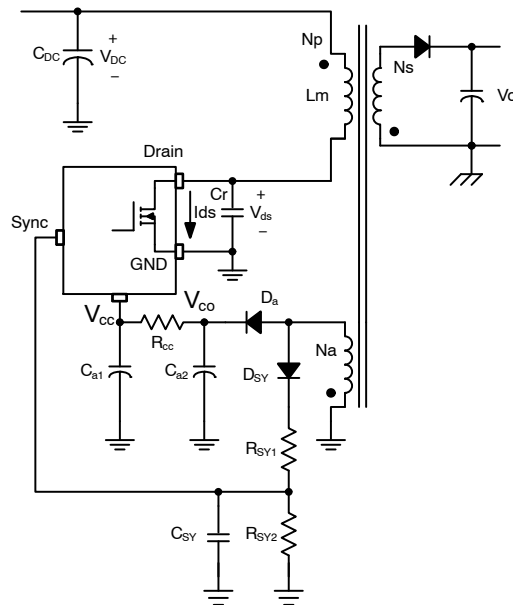 Np
C_DC
+
V_DC
−
Ns
Lm
Drain
Cr
+
Ids
V_ds
−
Sync
GND
V_cc
V_co
D_a
R_cc
Na
C_a1
C_a2
D_SY
R_SY1
C_SY
R_SY2